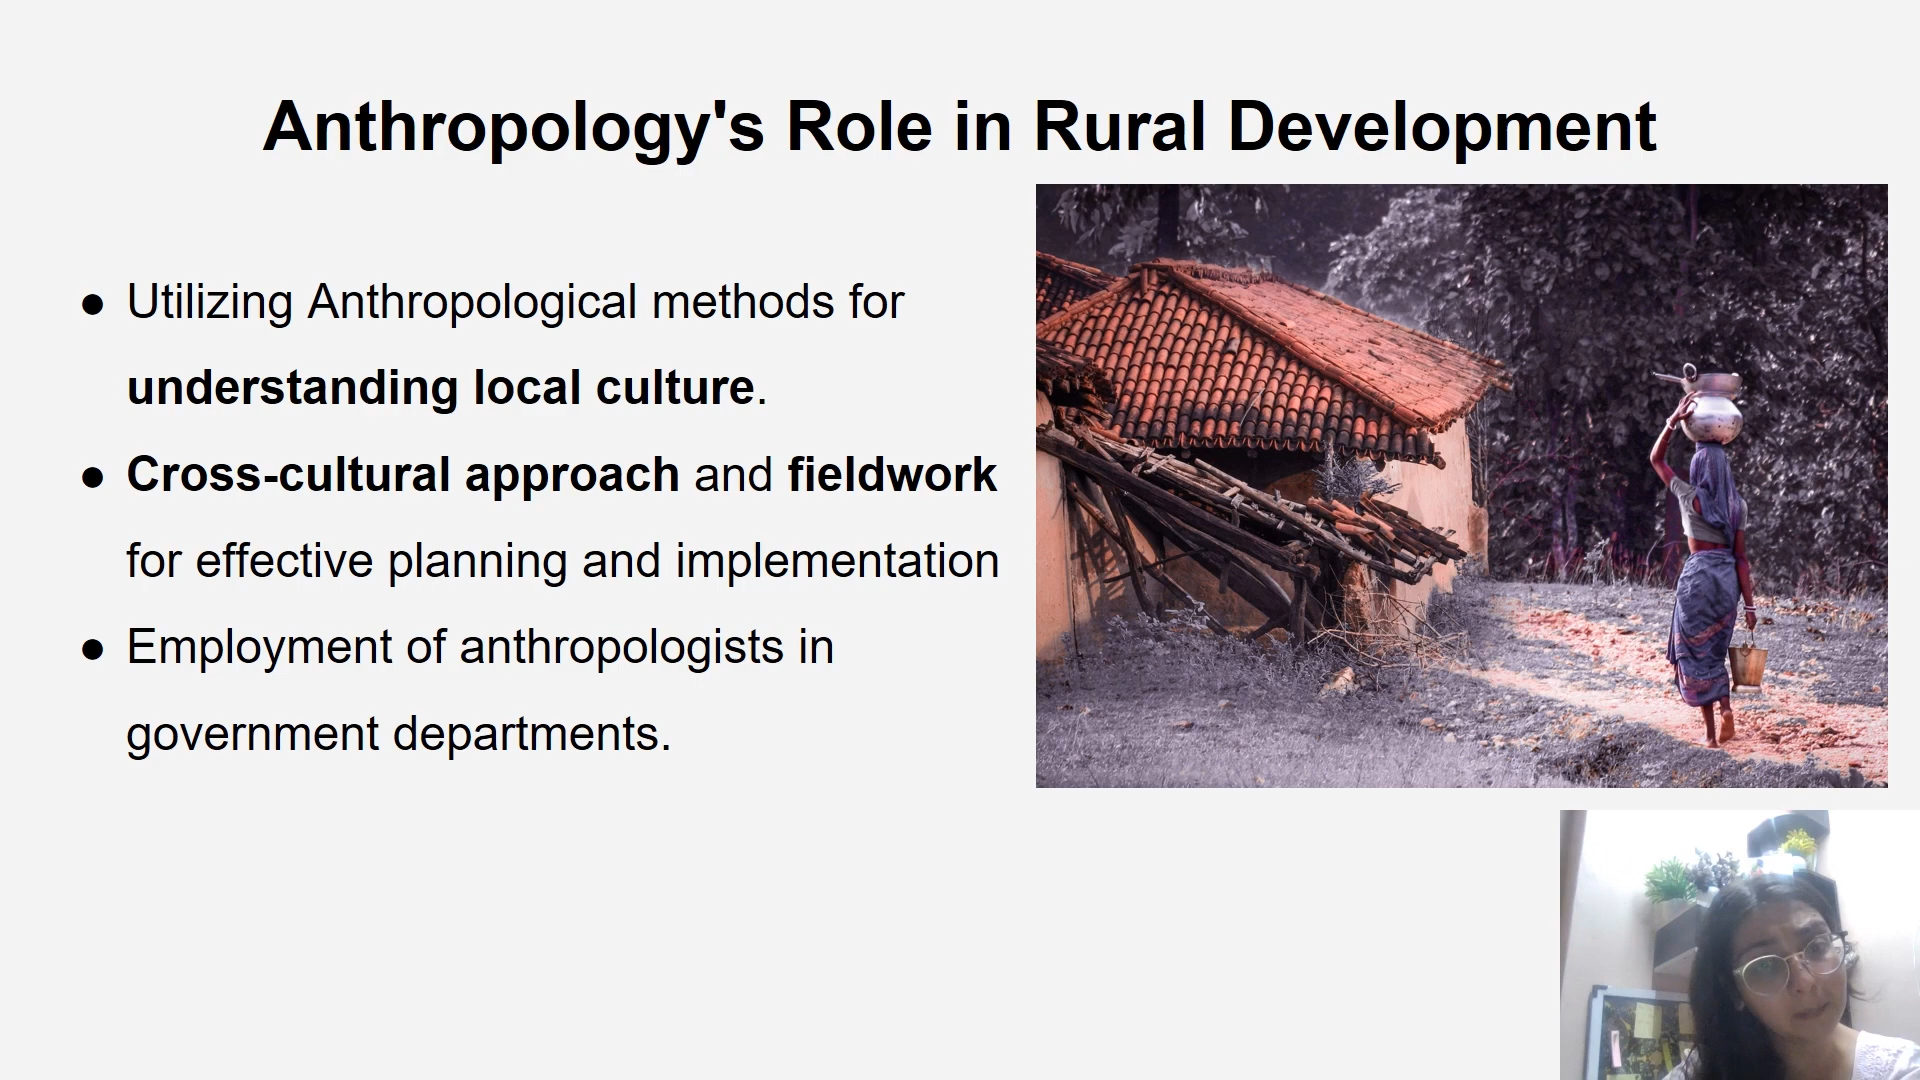 Anthropology's Role in Rural Development
● Utilizing Anthropological methods for
understanding local culture.
● Cross-cultural approach and fieldwork
for effective planning and implementation
● Employment of anthropologists in
government departments.